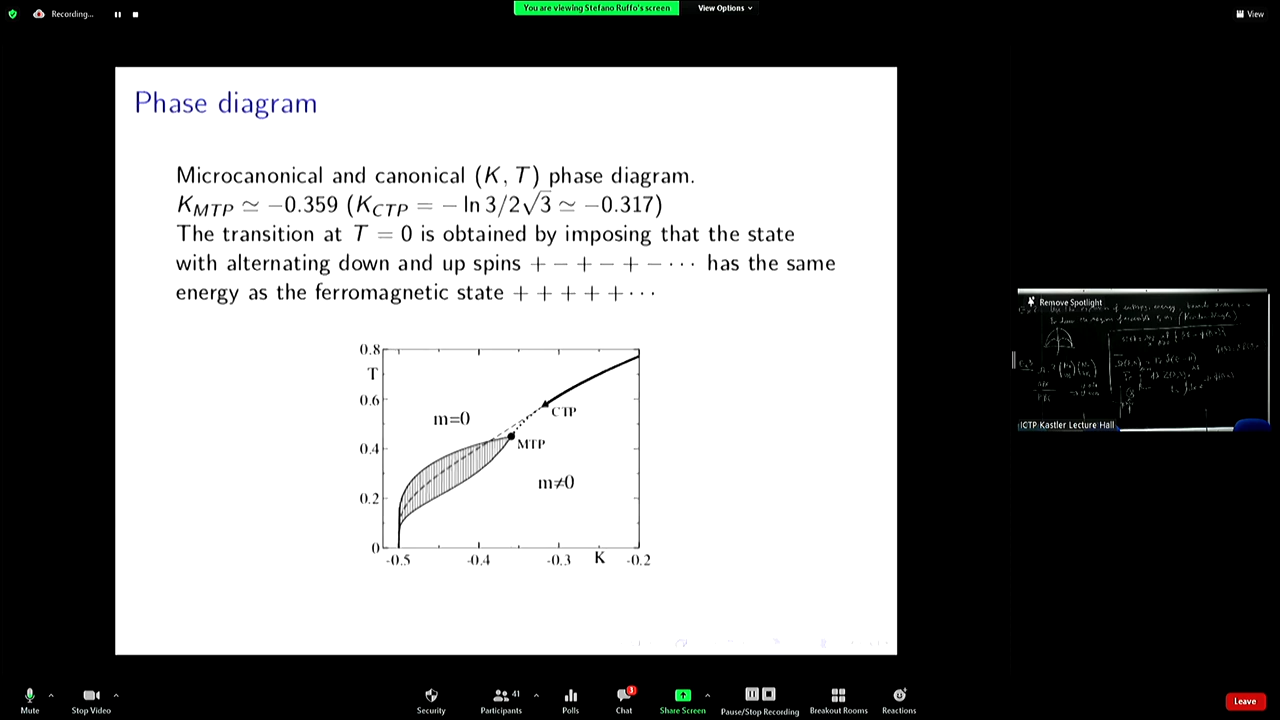 Recording...
You are viewing Stefano Ruffo's screen
View Options
View
Phase diagram
Microcanonical and canonical (K, T) phase diagram.
K_MTP ≃ −0.359 (K_CTP = − ln 3/2√3 ≃ −0.317)
The transition at T = 0 is obtained by imposing that the state
with alternating down and up spins + − + − + − · · · has the same
energy as the ferromagnetic state + + + + + · · ·
0.8
T
0.6
CTP
m=0
0.4
MTP
m≠0
0.2
0
-0.5 -0.4 -0.3 K -0.2
Remove Spotlight
ICTP Kastler Lecture Hall
Mute
Stop Video
Security
41
Participants
Polls
3
Chat
Share Screen
Pause/Stop Recording
Breakout Rooms
Reactions
Leave